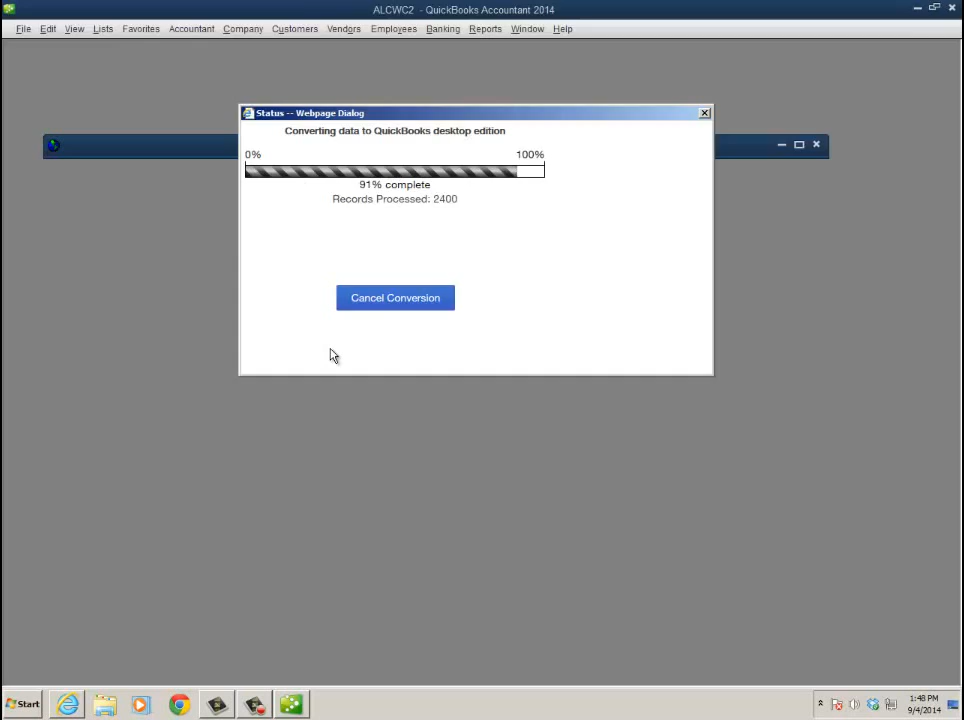 ALCWC2 - QuickBooks Accountant 2014
File Edit View Lists Favorites Accountant Company Customers Vendors Employees Banking Reports Window Help
Status -- Webpage Dialog
Converting data to QuickBooks desktop edition
0% 100%
91% complete
Records Processed: 2400
Cancel Conversion
Start
1:48 PM
9/4/2014